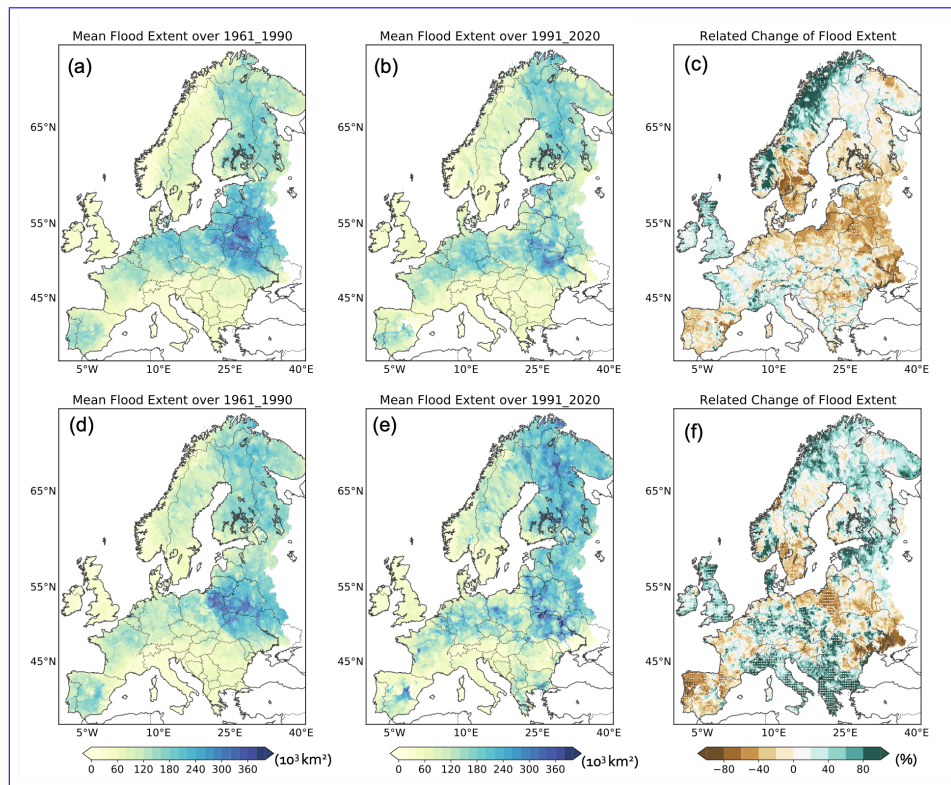 Mean Flood Extent over 1961_1990
Mean Flood Extent over 1991_2020
Related Change of Flood Extent
(a)
(b)
(c)
65°N
65°N
65°N
55°N
55°N
55°N
45°N
45°N
45°N
5°W 10°E 25°E 40°E
5°W 10°E 25°E 40°E
5°W 10°E 25°E 40°E
Mean Flood Extent over 1961_1990
Mean Flood Extent over 1991_2020
Related Change of Flood Extent
(d)
(e)
(f)
65°N
65°N
65°N
55°N
55°N
55°N
45°N
45°N
45°N
5°W 10°E 25°E 40°E
5°W 10°E 25°E 40°E
5°W 10°E 25°E 40°E
0 60 120 180 240 300 360 (10³ km²)
0 60 120 180 240 300 360 (10³ km²)
−80 −40 0 40 80 (%)